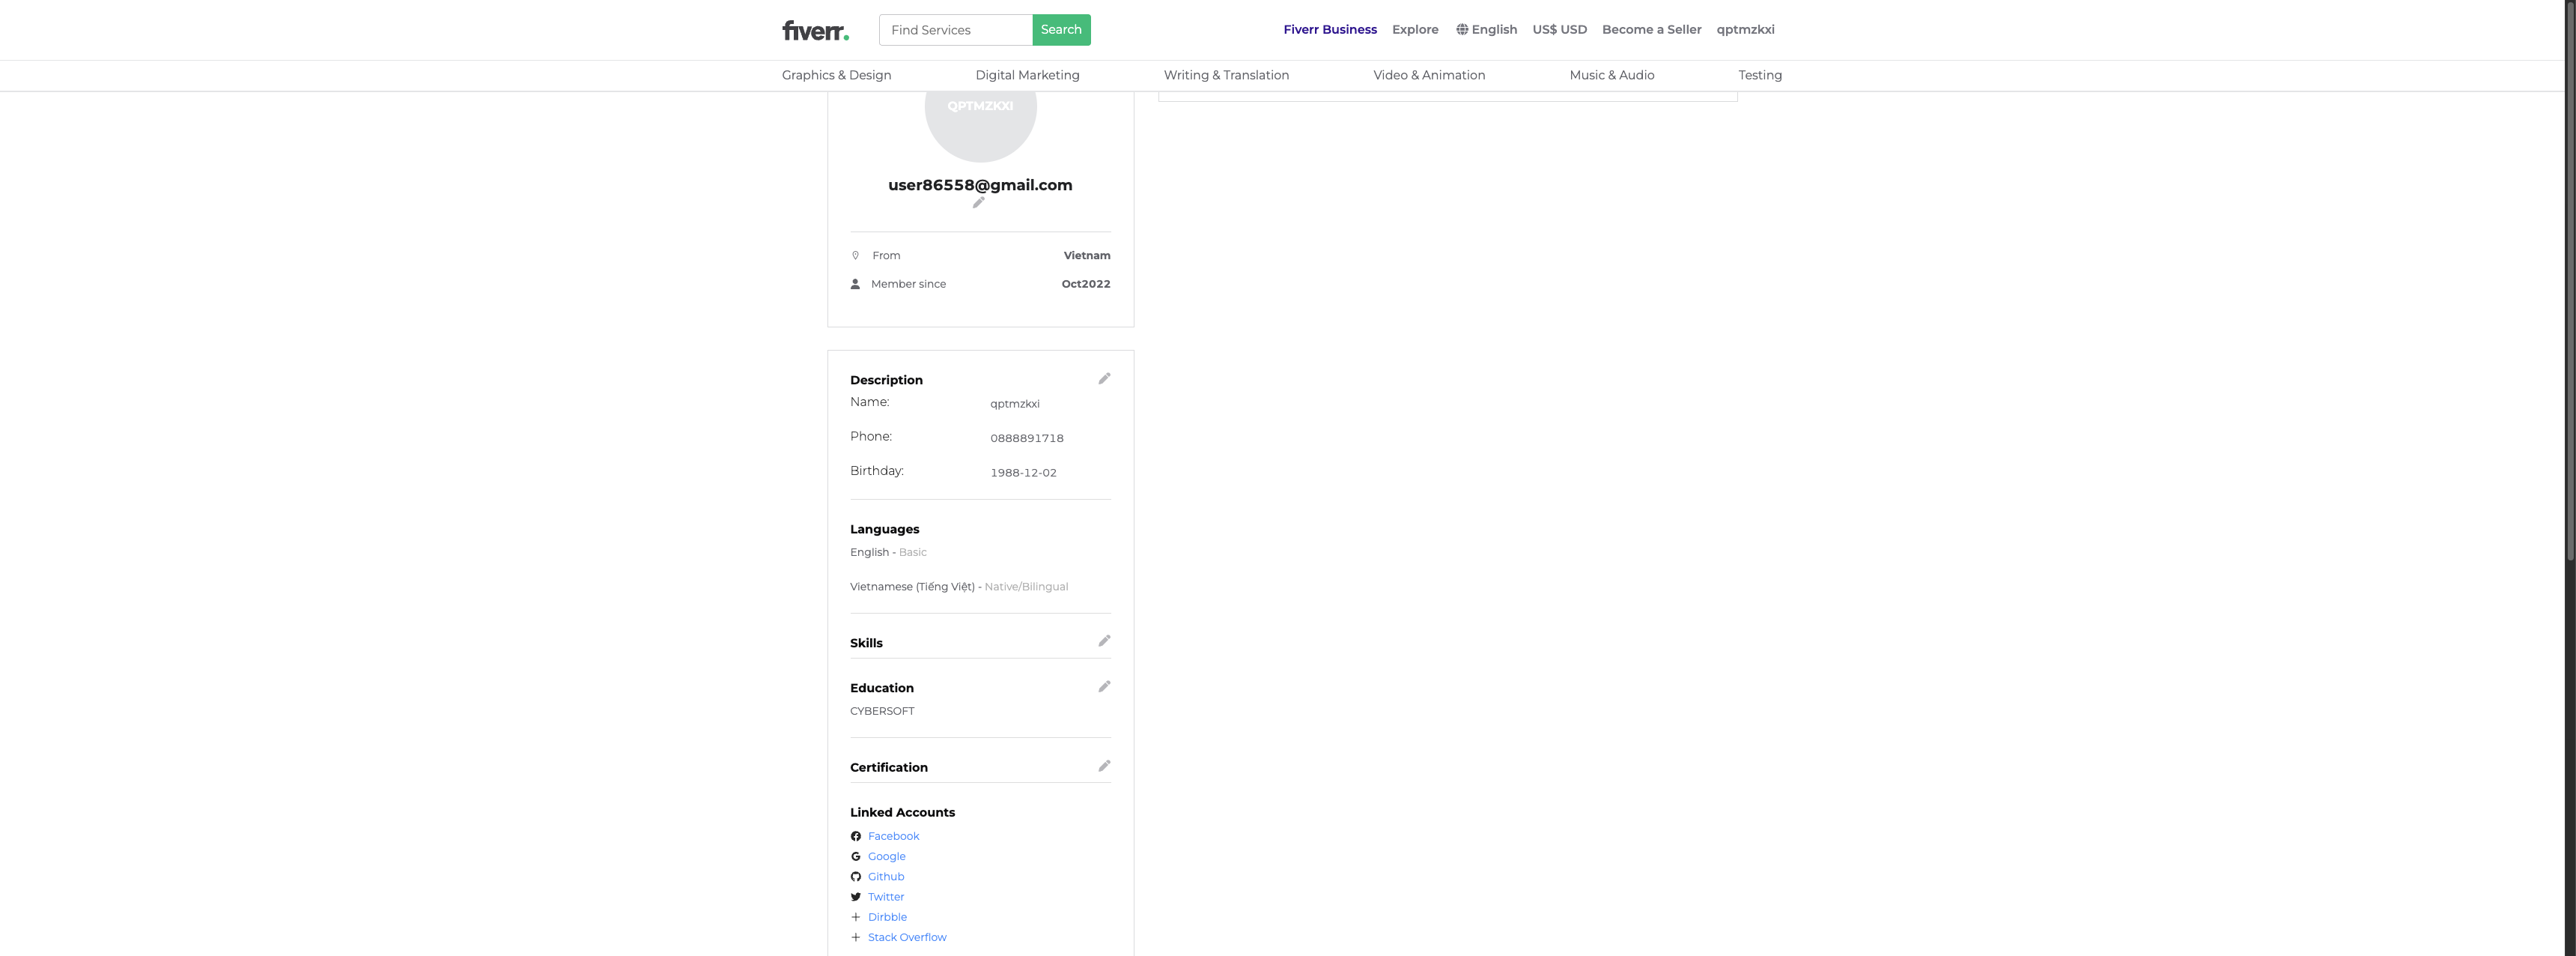 fiverr.
Find Services
Search
Fiverr Business
Explore
English
US$ USD
Become a Seller
qptmzkxi
Graphics & Design
Digital Marketing
Writing & Translation
Video & Animation
Music & Audio
Testing
QPTMZKXI
user86558@gmail.com
From Vietnam
Member since Oct2022
Description
Name: qptmzkxi
Phone: 0888891718
Birthday: 1988-12-02
Languages
English - Basic
Vietnamese (Tiếng Việt) - Native/Bilingual
Skills
Education
CYBERSOFT
Certification
Linked Accounts
Facebook
Google
Github
Twitter
Dirbble
Stack Overflow